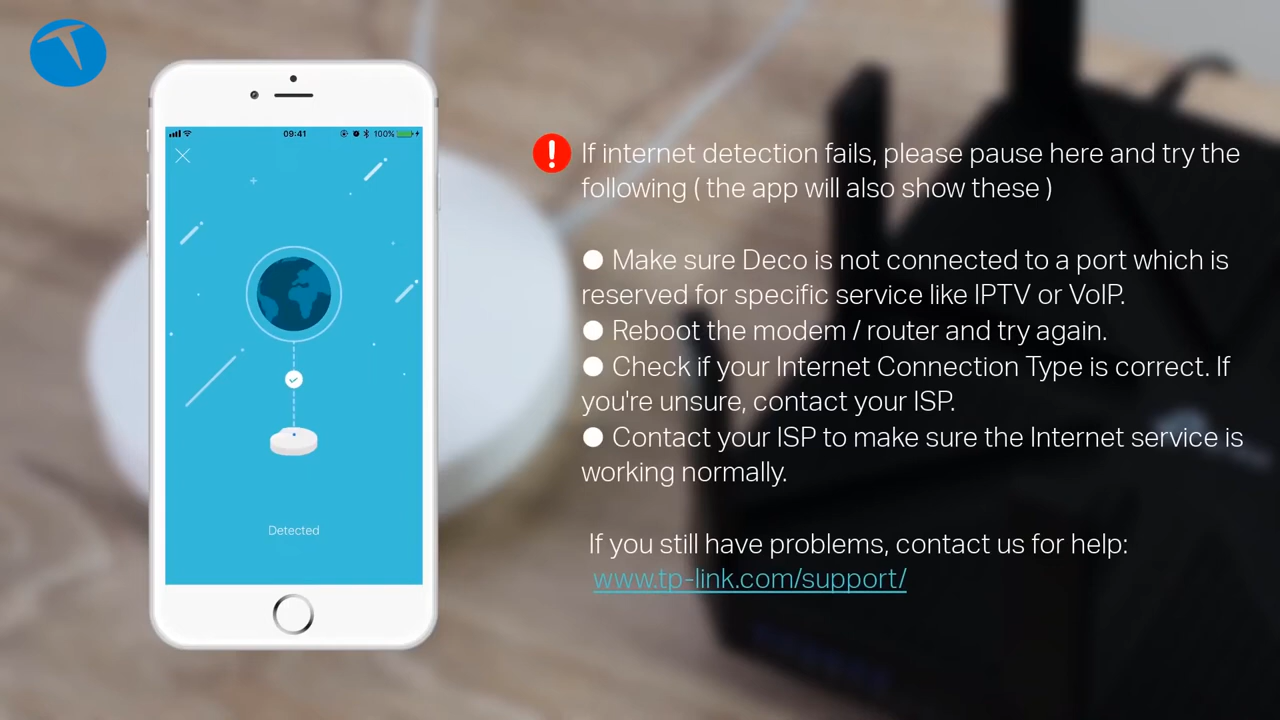 09:41
100%
If internet detection fails, please pause here and try the
following ( the app will also show these )
● Make sure Deco is not connected to a port which is
reserved for specific service like IPTV or VoIP.
● Reboot the modem / router and try again.
● Check if your Internet Connection Type is correct. If
you're unsure, contact your ISP.
● Contact your ISP to make sure the Internet service is
working normally.
Detected
If you still have problems, contact us for help:
www.tp-link.com/support/